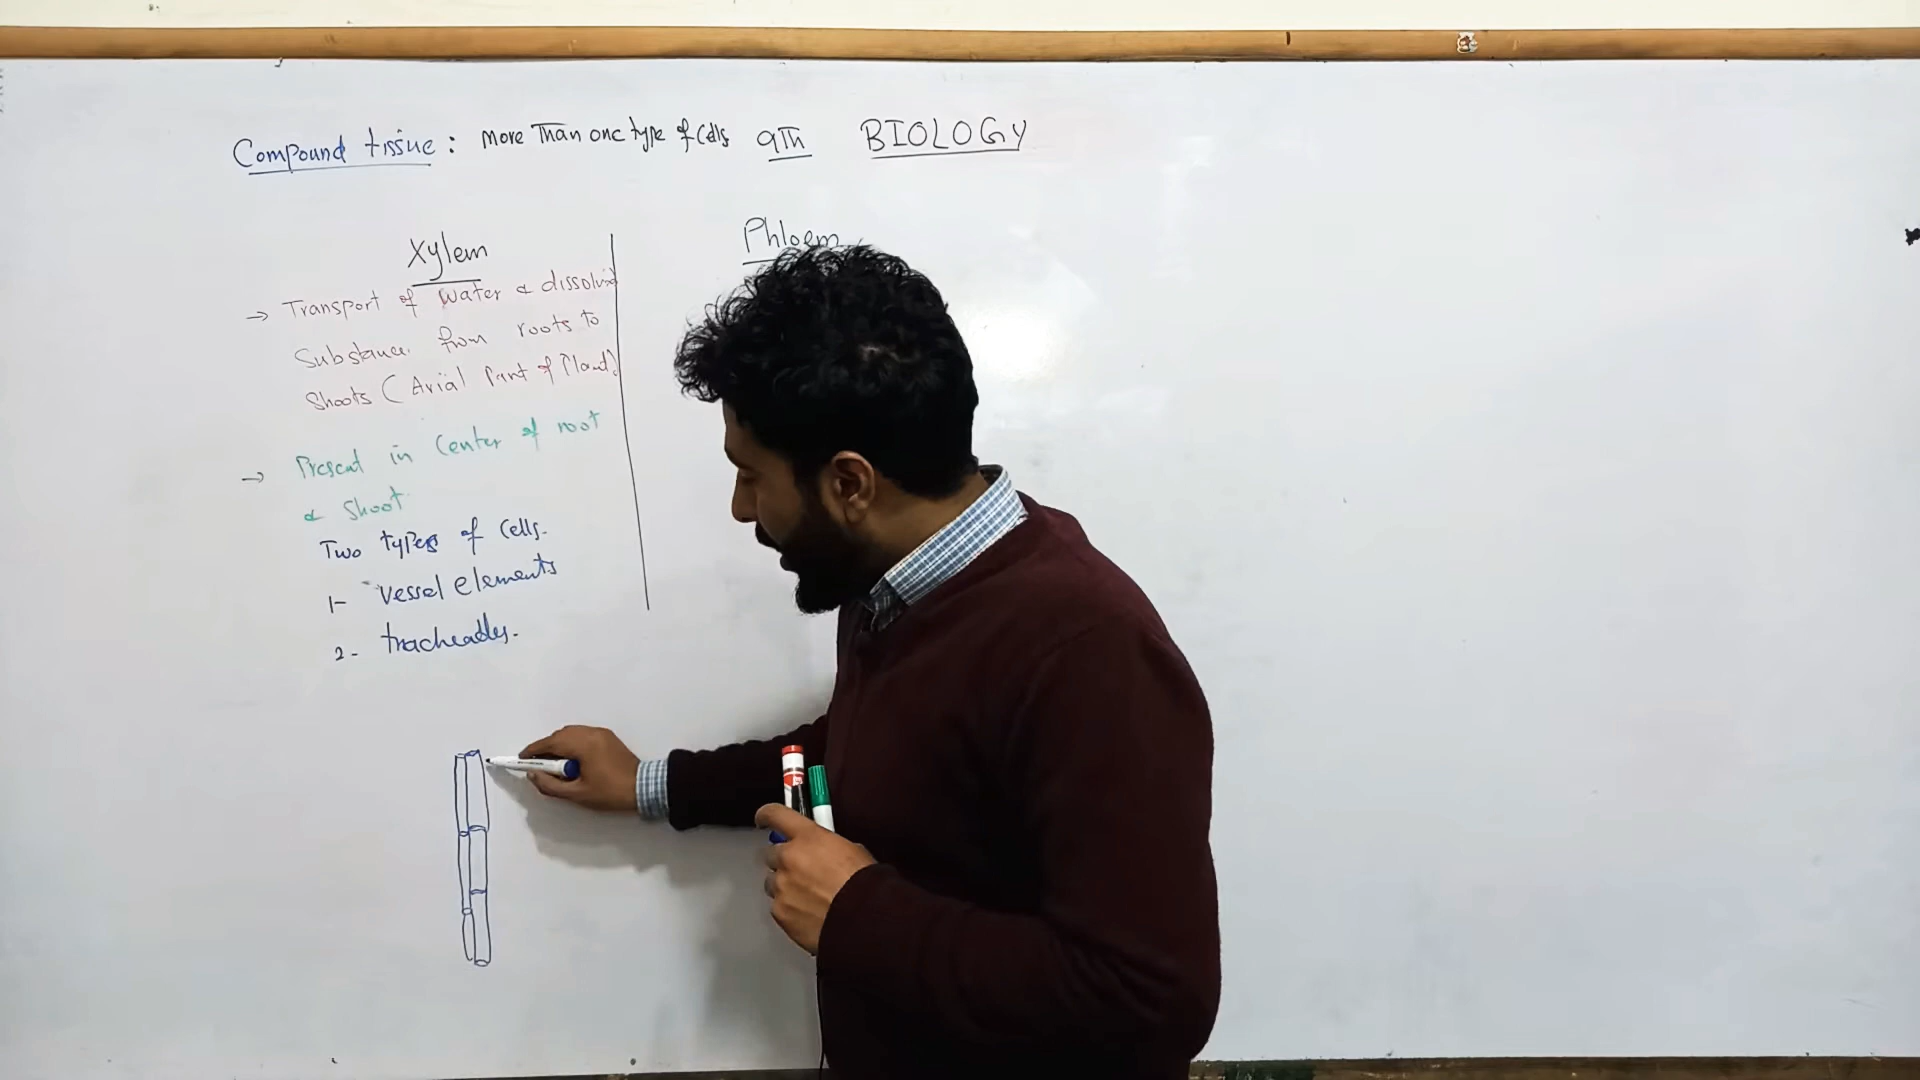 Compound tissue: More Than one type of Cells 9Th BIOLOGY
Xylem
→ Transport of water & dissolved
Substance from roots to
Shoots (Arial Part of Plant)
→ Present in Center of root
& Shoot
Two types of Cells.
1- Vessel elements
2- tracheads.
Phloem